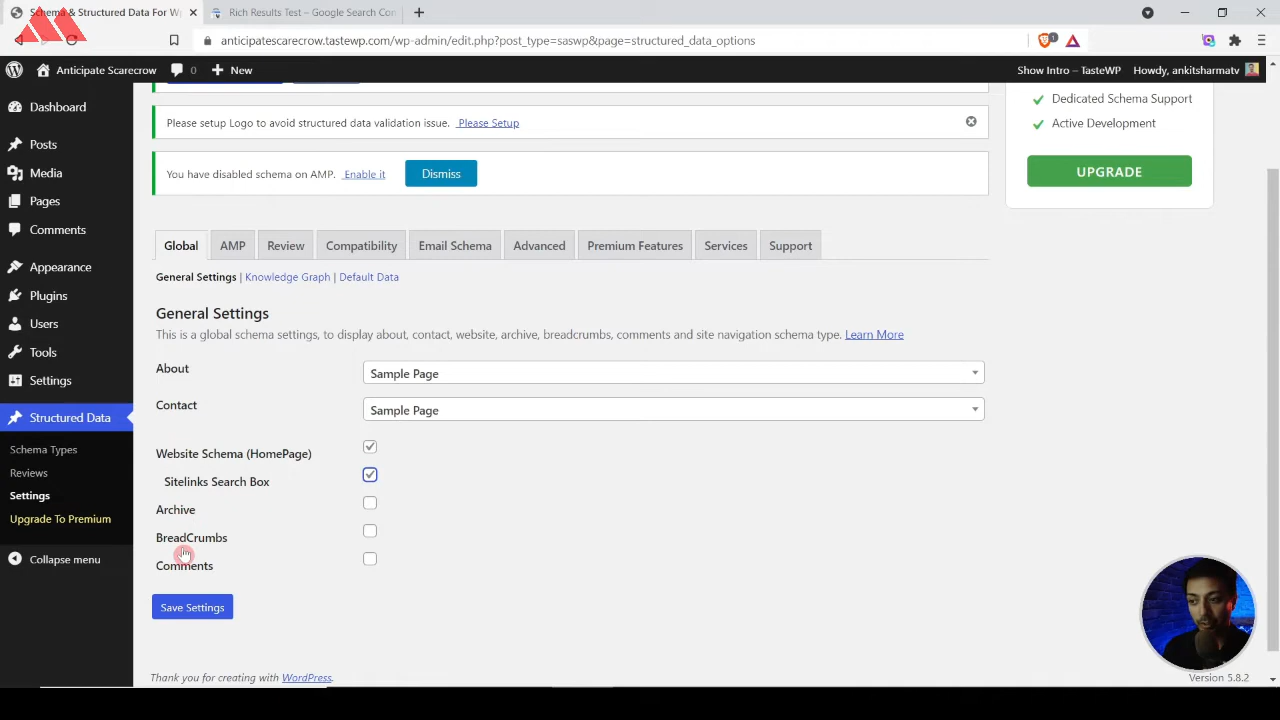 Schema & Structured Data For W
Rich Results Test – Google Search Con
anticipatescarecrow.tastewp.com/wp-admin/edit.php?post_type=saswp&page=structured_data_options
1
Anticipate Scarecrow
0
New
Show Intro – TasteWP
Howdy, ankitsharmatv
Dashboard
Posts
Media
Pages
Comments
Appearance
Plugins
Users
Tools
Settings
Structured Data
Schema Types
Reviews
Settings
Upgrade To Premium
Collapse menu
Please setup Logo to avoid structured data validation issue. Please Setup
You have disabled schema on AMP. Enable it
Dismiss
Dedicated Schema Support
Active Development
UPGRADE
Global AMP Review Compatibility Email Schema Advanced Premium Features Services Support
General Settings | Knowledge Graph | Default Data
General Settings
This is a global schema settings, to display about, contact, website, archive, breadcrumbs, comments and site navigation schema type. Learn More
About
Sample Page
Contact
Sample Page
Website Schema (HomePage)
Sitelinks Search Box
Archive
BreadCrumbs
Comments
Save Settings
Thank you for creating with WordPress.
Version 5.8.2